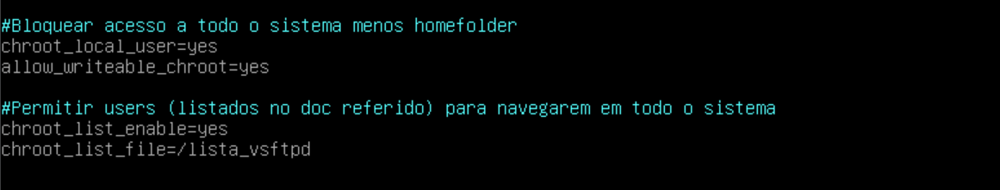 #Bloquear acesso a todo o sistema menos homefolder
chroot_local_user=yes
allow_writeable_chroot=yes
#Permitir users (listados no doc referido) para navegarem em todo o sistema
chroot_list_enable=yes
chroot_list_file=/lista_vsftpd